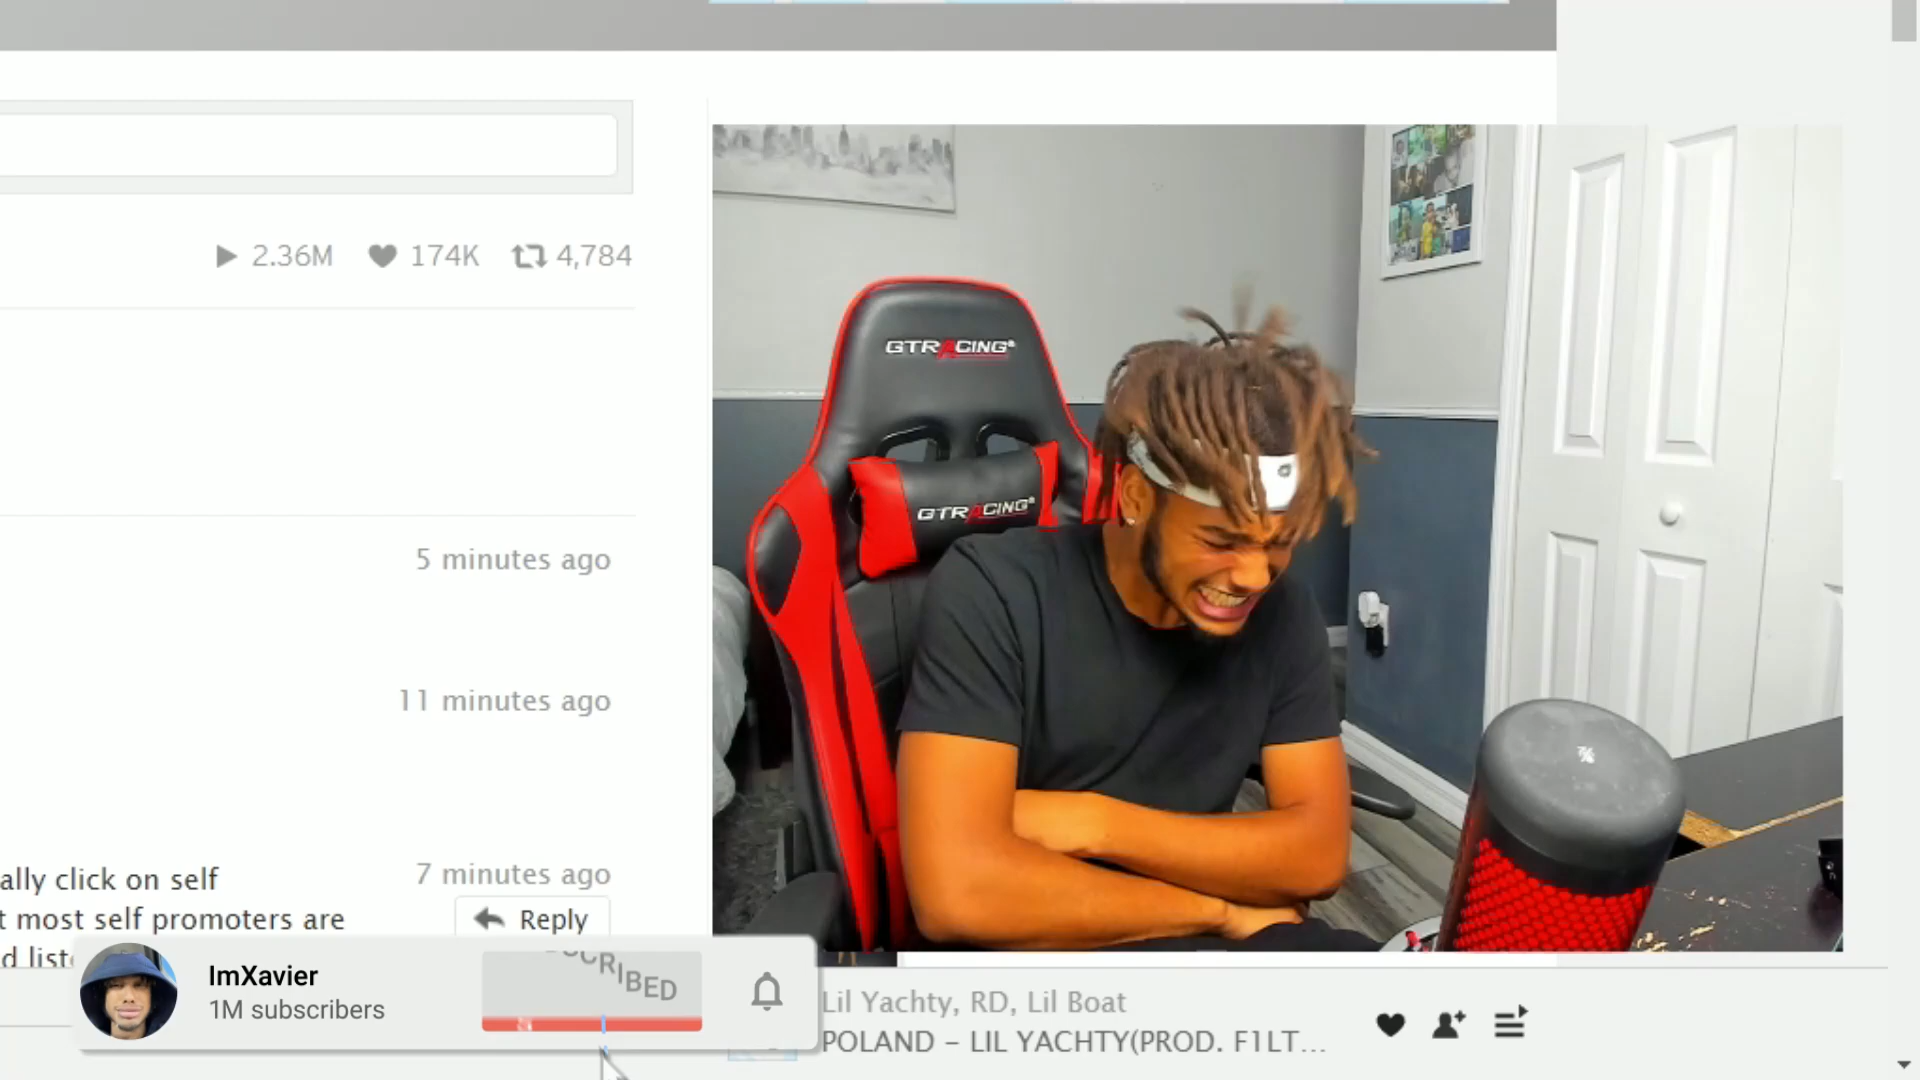 2.36M 174K 4,784
GTRACING®
GTRACING®
5 minutes ago
11 minutes ago
7 minutes ago
ally click on self
t most self promoters are
Reply
d list
ImXavier
1M subscribers
SCRIBED
Lil Yachty, RD, Lil Boat
POLAND – LIL YACHTY(PROD. F1LT...